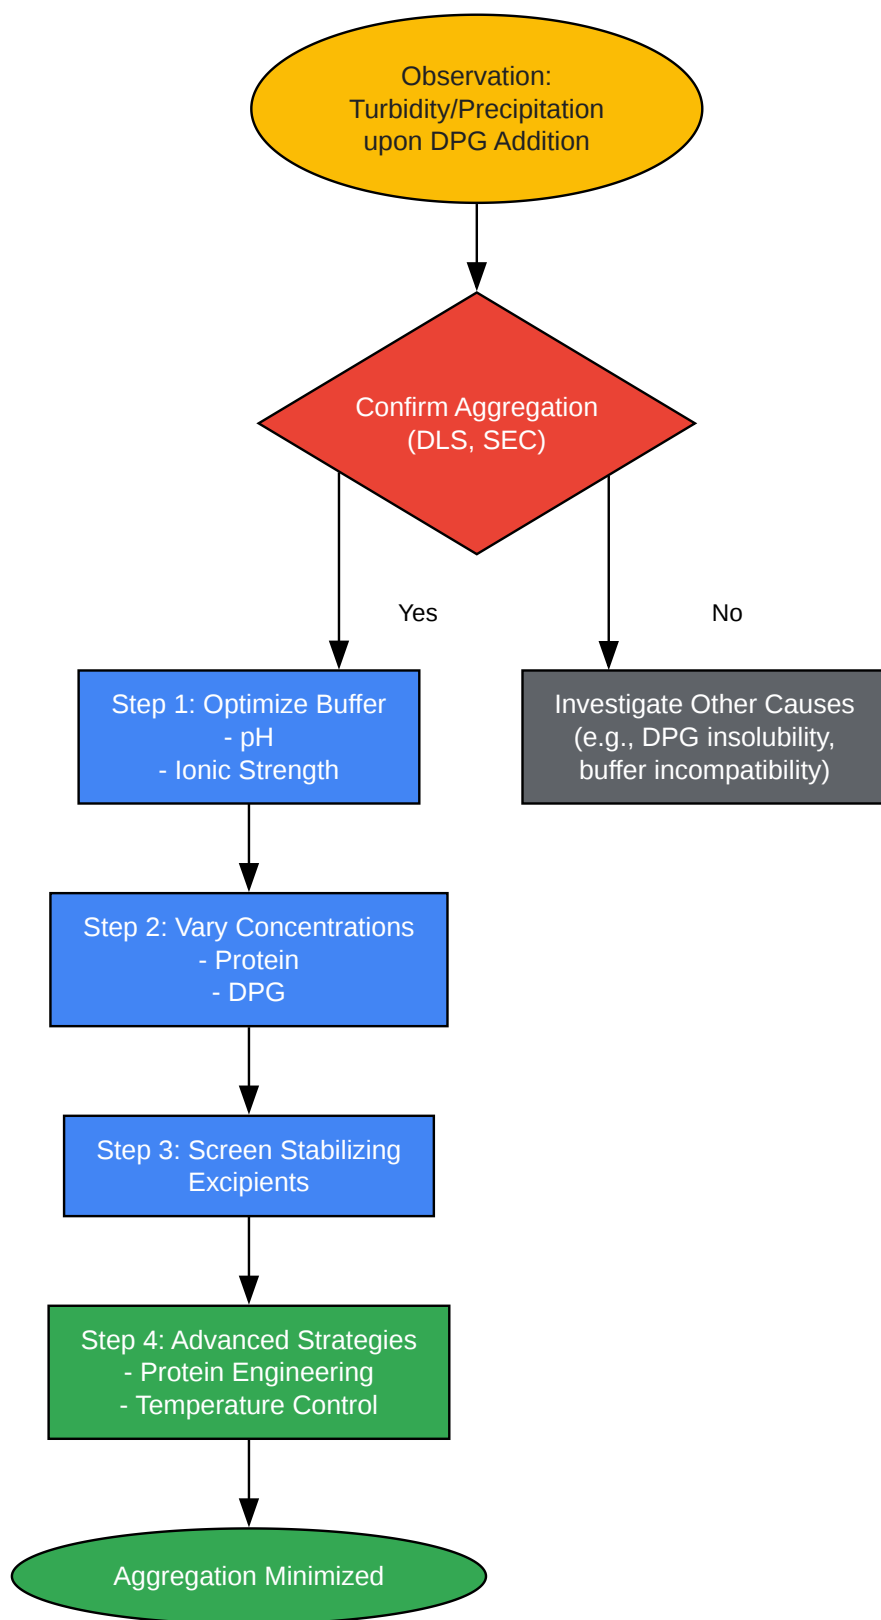 Observation:
Turbidity/Precipitation
upon DPG Addition
Confirm Aggregation
(DLS, SEC)
Yes
No
Step 1: Optimize Buffer
- pH
- Ionic Strength
Investigate Other Causes
(e.g., DPG insolubility,
buffer incompatibility)
Step 2: Vary Concentrations
- Protein
- DPG
Step 3: Screen Stabilizing
Excipients
Step 4: Advanced Strategies
- Protein Engineering
- Temperature Control
Aggregation Minimized